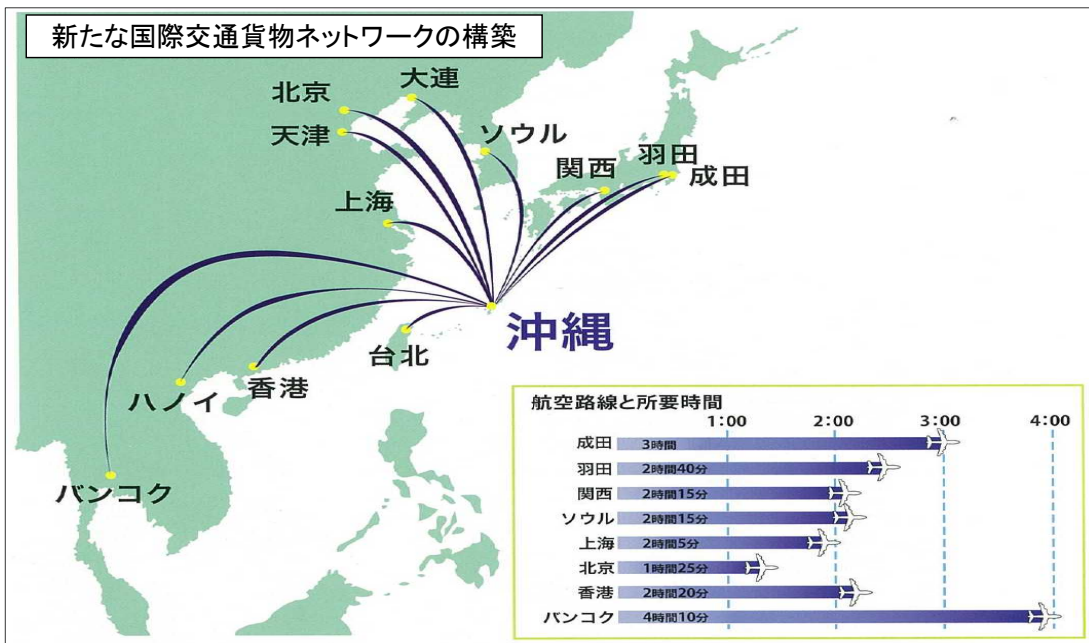 新たな国際交通貨物ネットワークの構築
大連
北京
天津
ソウル
関西
羽田
成田
上海
沖縄
台北
香港
ハノイ
バンコク
航空路線と所要時間
1:00 2:00 3:00 4:00
成田 3時間
羽田 2時間40分
関西 2時間15分
ソウル 2時間15分
上海 2時間5分
北京 1時間25分
香港 2時間20分
バンコク 4時間10分